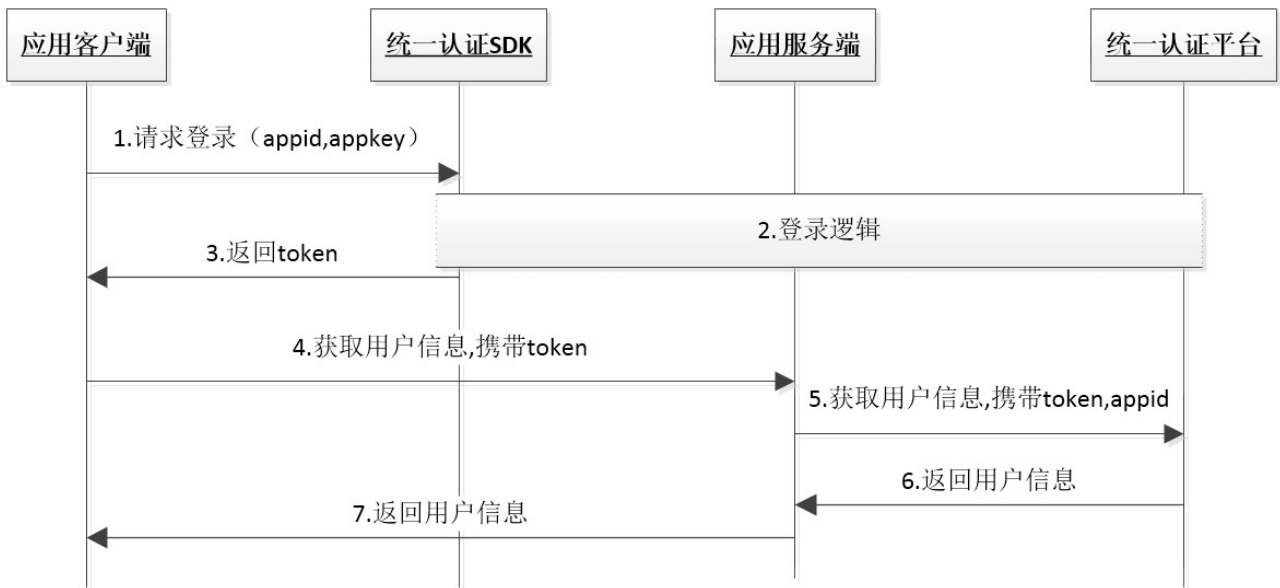 应用客户端
统一认证SDK
应用服务端
统一认证平台
1.请求登录（appid,appkey）
2.登录逻辑
3.返回token
4.获取用户信息,携带token
5.获取用户信息,携带token,appid
6.返回用户信息
7.返回用户信息